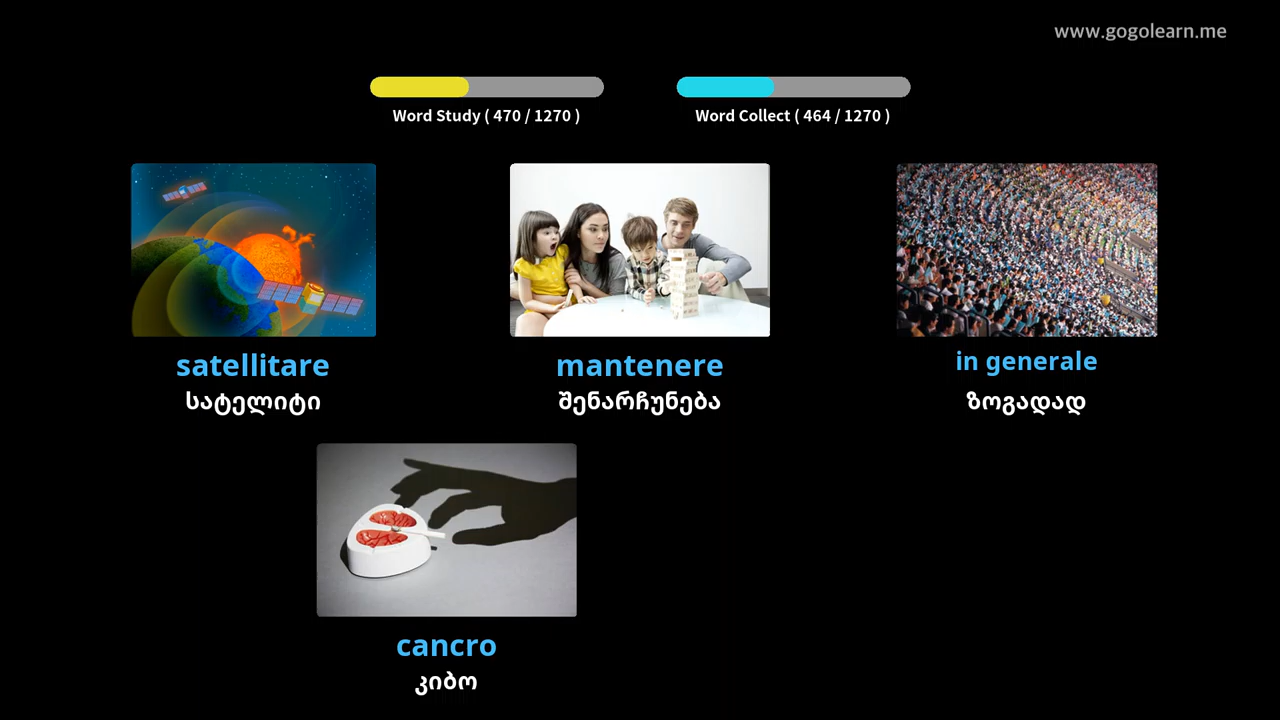 www.gogolearn.me
Word Study ( 470 / 1270 )
Word Collect ( 464 / 1270 )
satellitare
სატელიტი
mantenere
შენარჩუნება
in generale
ზოგადად
cancro
კიბო